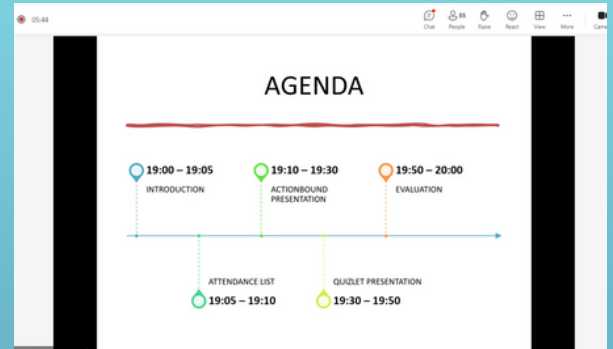 05:44
55
Chat People Raise React View More
AGENDA
19:00 – 19:05
INTRODUCTION
19:10 – 19:30
ACTIONBOUND
PRESENTATION
19:50 – 20:00
EVALUATION
ATTENDANCE LIST
19:05 – 19:10
QUIZLET PRESENTATION
19:30 – 19:50